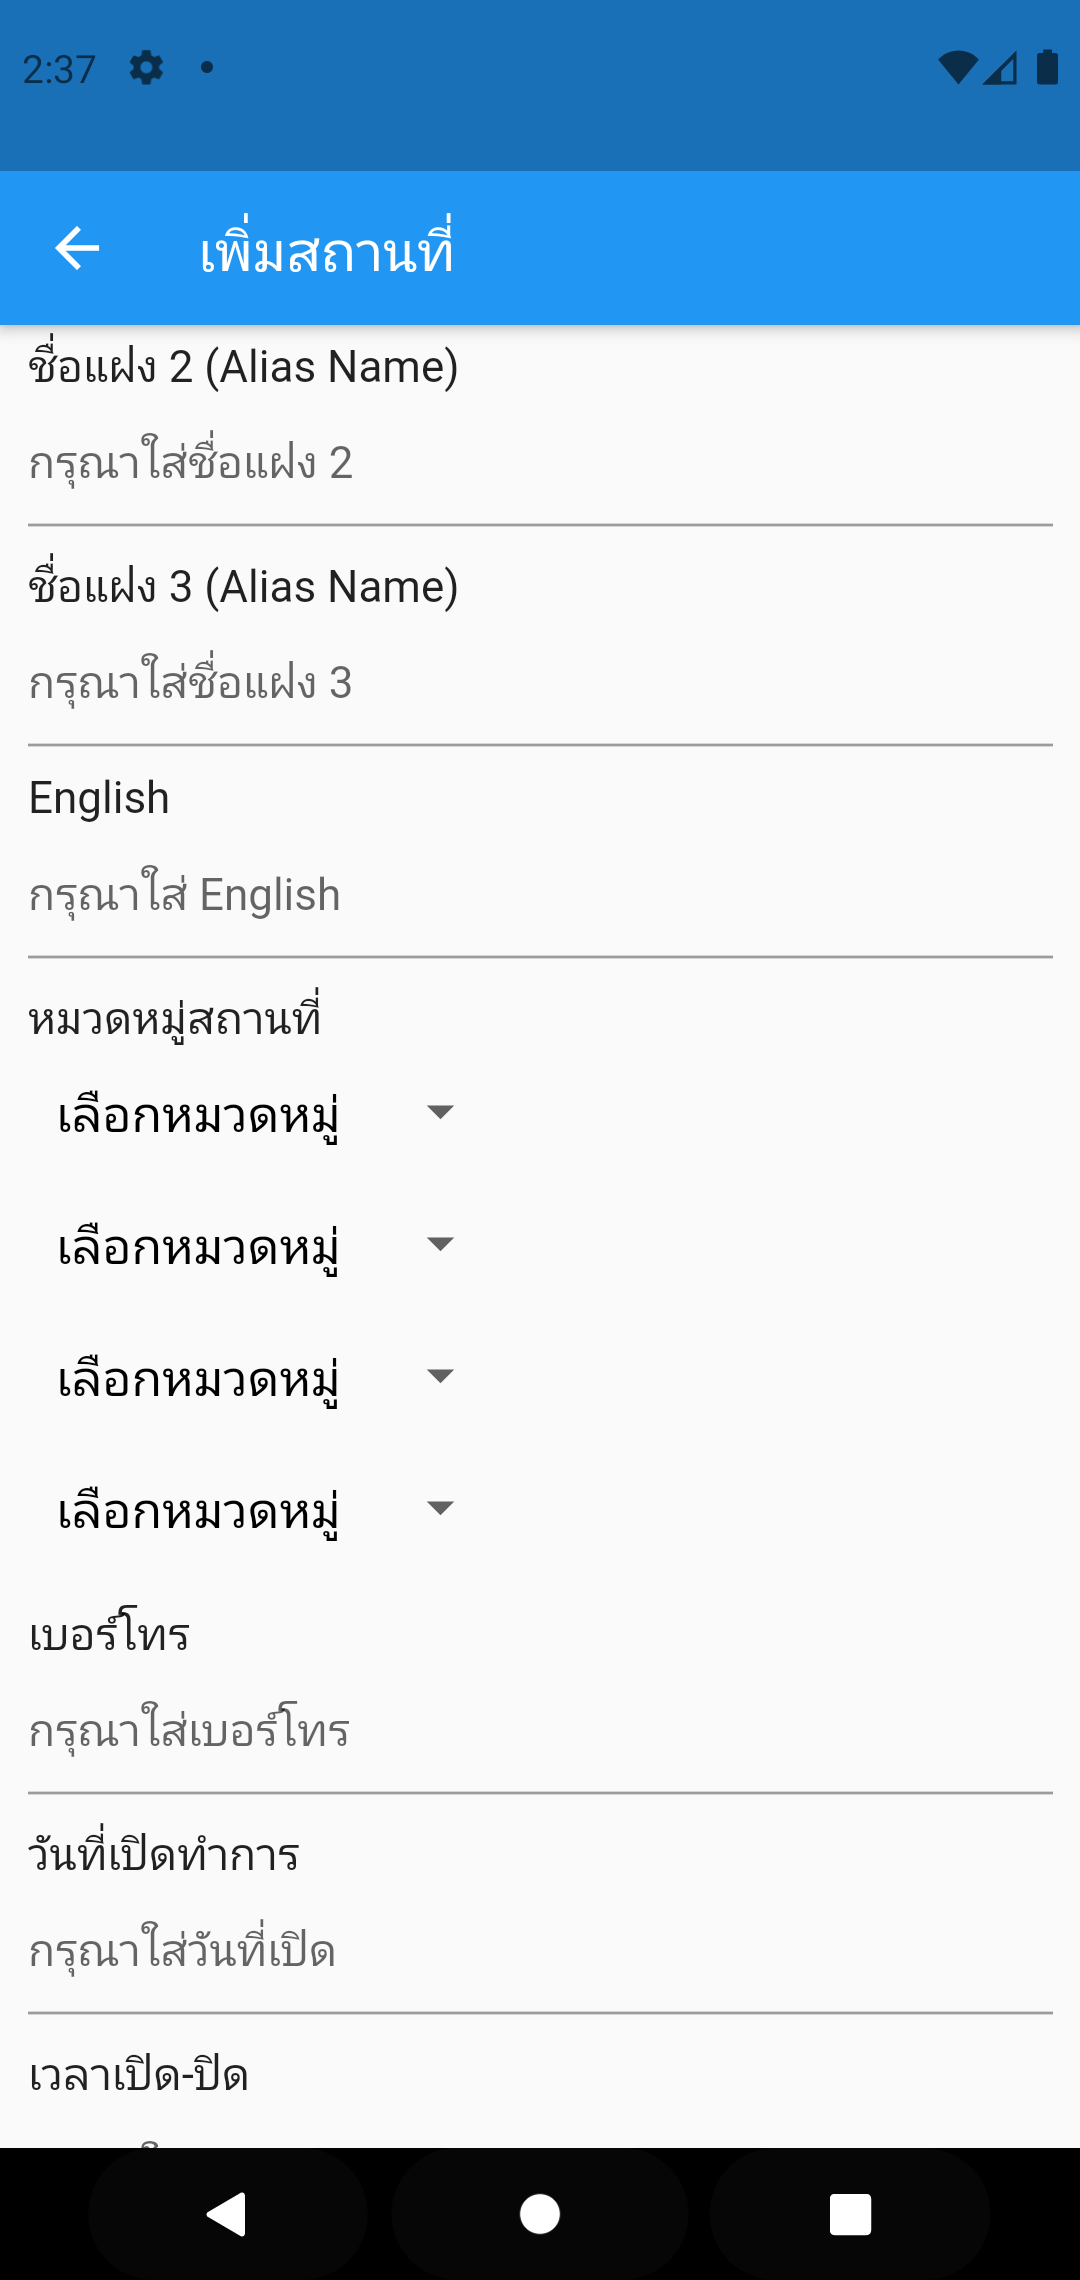 2:37
เพิ่มสถานที่
ชื่อแฝง 2 (Alias Name)
กรุณาใส่ชื่อแฝง 2
ชื่อแฝง 3 (Alias Name)
กรุณาใส่ชื่อแฝง 3
English
กรุณาใส่ English
หมวดหมู่สถานที่
เลือกหมวดหมู่
เลือกหมวดหมู่
เลือกหมวดหมู่
เลือกหมวดหมู่
เบอร์โทร
กรุณาใส่เบอร์โทร
วันที่เปิดทำการ
กรุณาใส่วันที่เปิด
เวลาเปิด-ปิด